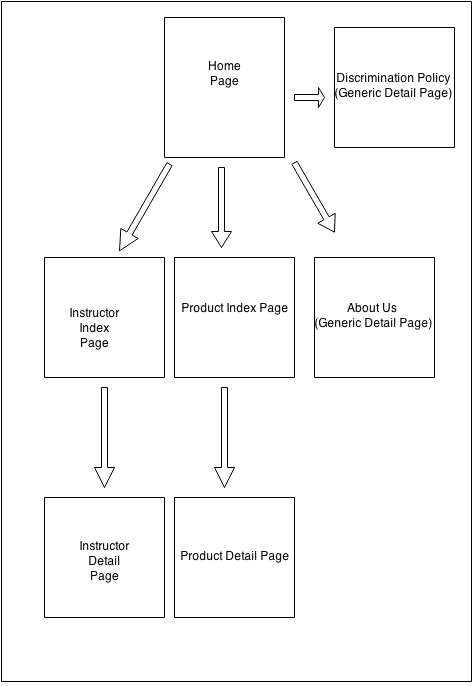 Home
Page
Discrimination Policy
(Generic Detail Page)
Instructor
Index
Page
Product Index Page
About Us
(Generic Detail Page)
Instructor
Detail
Page
Product Detail Page